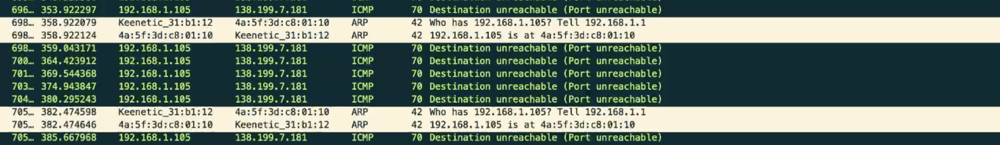 696… 353.922297 192.168.1.105 138.199.7.181 ICMP 70 Destination unreachable (Port unreachable)
698… 358.922079 Keenetic_31:b1:12 4a:5f:3d:c8:01:10 ARP 42 Who has 192.168.1.105? Tell 192.168.1.1
698… 358.922124 4a:5f:3d:c8:01:10 Keenetic_31:b1:12 ARP 42 192.168.1.105 is at 4a:5f:3d:c8:01:10
698… 359.043171 192.168.1.105 138.199.7.181 ICMP 70 Destination unreachable (Port unreachable)
700… 364.423912 192.168.1.105 138.199.7.181 ICMP 70 Destination unreachable (Port unreachable)
701… 369.544368 192.168.1.105 138.199.7.181 ICMP 70 Destination unreachable (Port unreachable)
703… 374.943847 192.168.1.105 138.199.7.181 ICMP 70 Destination unreachable (Port unreachable)
704… 380.295243 192.168.1.105 138.199.7.181 ICMP 70 Destination unreachable (Port unreachable)
705… 382.474598 Keenetic_31:b1:12 4a:5f:3d:c8:01:10 ARP 42 Who has 192.168.1.105? Tell 192.168.1.1
705… 382.474646 4a:5f:3d:c8:01:10 Keenetic_31:b1:12 ARP 42 192.168.1.105 is at 4a:5f:3d:c8:01:10
705… 385.667968 192.168.1.105 138.199.7.181 ICMP 70 Destination unreachable (Port unreachable)